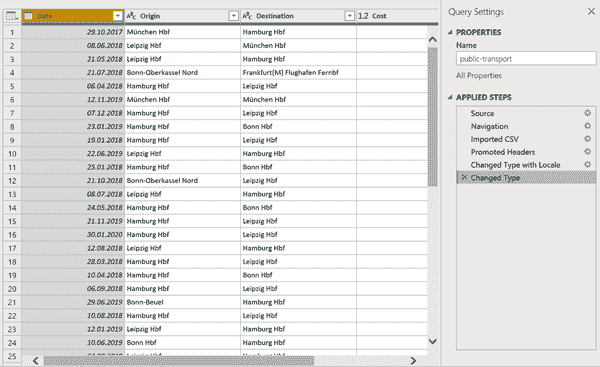 Date ABC Origin ABC Destination 1.2 Cost
1 29.10.2017 München Hbf Hamburg Hbf
2 08.06.2018 Leipzig Hbf München Hbf
3 21.05.2018 Leipzig Hbf Hamburg Hbf
4 21.07.2018 Bonn-Oberkassel Nord Frankfurt(M) Flughafen Fernbf
5 06.04.2018 Hamburg Hbf Leipzig Hbf
6 12.11.2019 München Hbf München Hbf
7 07.12.2018 Hamburg Hbf Leipzig Hbf
8 23.01.2019 Hamburg Hbf Bonn Hbf
9 19.01.2018 Hamburg Hbf Leipzig Hbf
10 22.06.2019 Leipzig Hbf Hamburg Hbf
11 25.01.2018 Hamburg Hbf Bonn Hbf
12 21.10.2018 Bonn-Oberkassel Nord Leipzig Hbf
13 08.07.2018 Leipzig Hbf Hamburg Hbf
14 24.05.2018 Hamburg Hbf Bonn Hbf
15 21.11.2019 Hamburg Hbf Leipzig Hbf
16 30.01.2020 Hamburg Hbf Leipzig Hbf
17 12.08.2018 Leipzig Hbf Hamburg Hbf
18 28.03.2018 Leipzig Hbf Leipzig Hbf
19 10.04.2018 Hamburg Hbf Bonn Hbf
20 06.09.2018 Hamburg Hbf Leipzig Hbf
21 29.06.2019 Bonn-Beuel Hamburg Hbf
22 10.08.2018 Hamburg Hbf Leipzig Hbf
23 12.01.2019 Leipzig Hbf Hamburg Hbf
24 10.06.2019 Bonn Hbf Hamburg Hbf
25
Query Settings
PROPERTIES
Name
public-transport
All Properties
APPLIED STEPS
Source
Navigation
Imported CSV
Promoted Headers
Changed Type with Locale
Changed Type